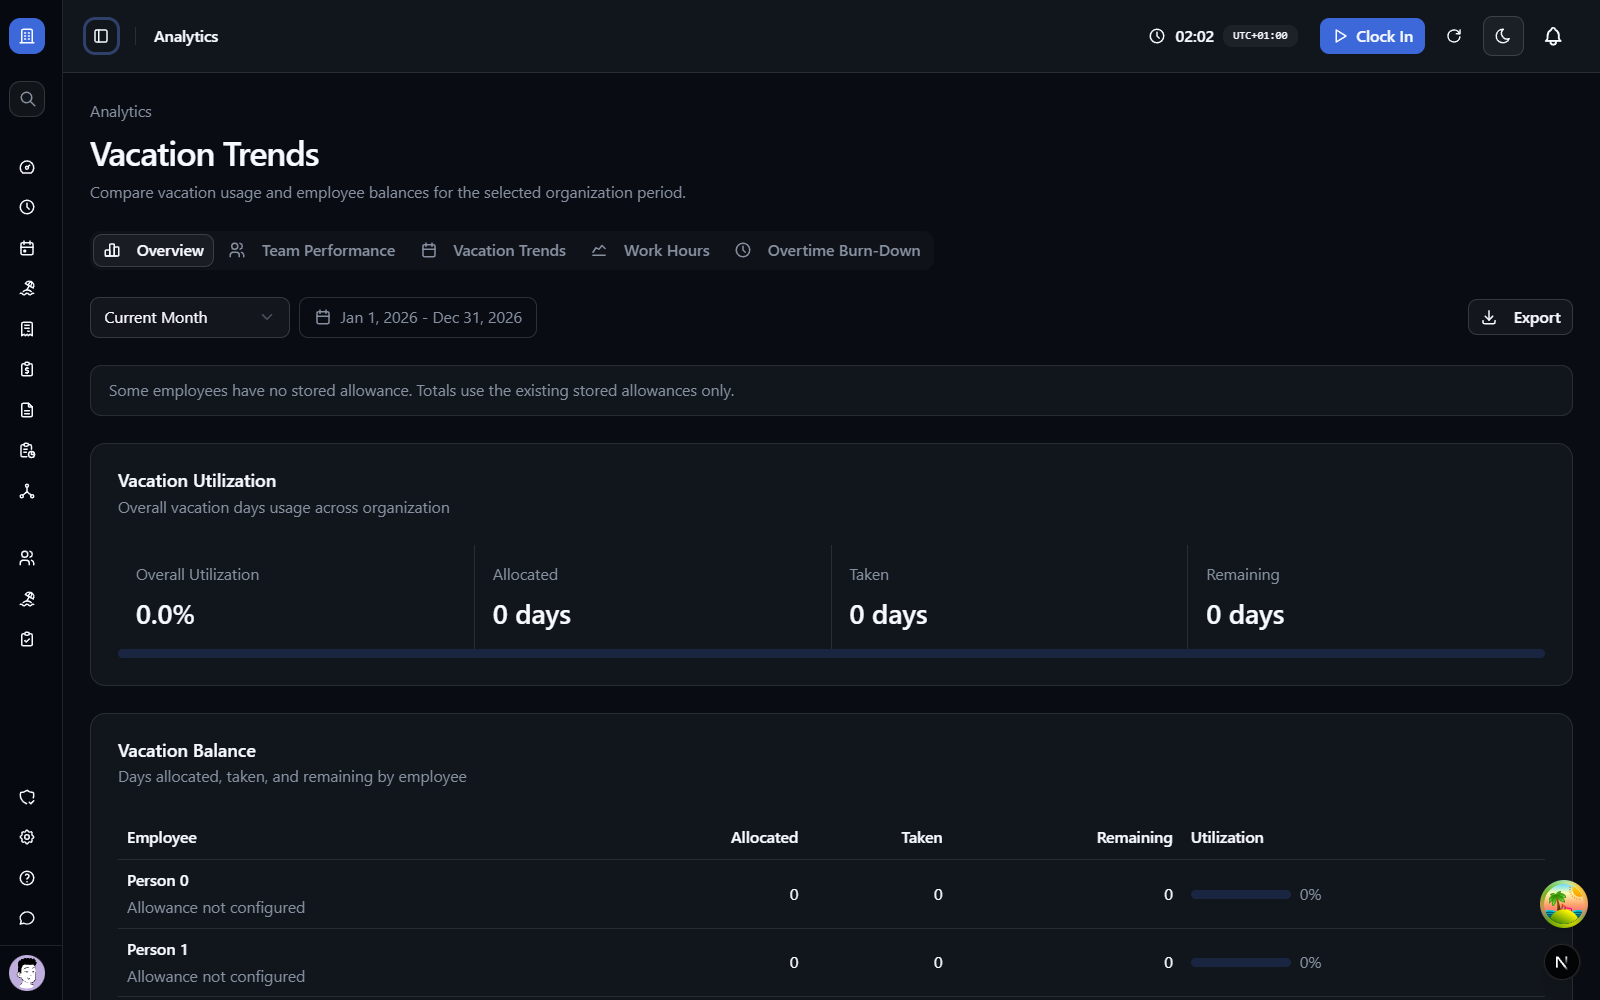 Analytics
02:02
UTC+01:00
Clock In
Analytics
Vacation Trends
Compare vacation usage and employee balances for the selected organization period.
Overview
Team Performance
Vacation Trends
Work Hours
Overtime Burn-Down
Current Month
Jan 1, 2026 - Dec 31, 2026
Export
Some employees have no stored allowance. Totals use the existing stored allowances only.
Vacation Utilization
Overall vacation days usage across organization
Overall Utilization
0.0%
Allocated
0 days
Taken
0 days
Remaining
0 days
Vacation Balance
Days allocated, taken, and remaining by employee
Employee Allocated Taken Remaining Utilization
Person 0
Allowance not configured
0 0 0 0%
Person 1
Allowance not configured
0 0 0 0%
N